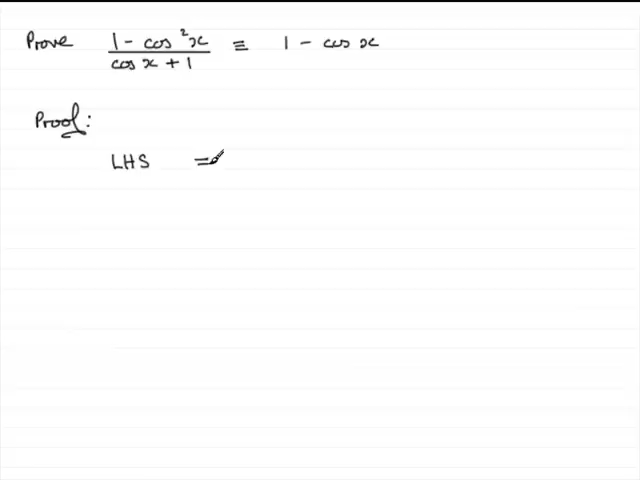 Prove (1 - cos²x)/(cos x + 1) ≡ 1 - cos x
Proof:
LHS =